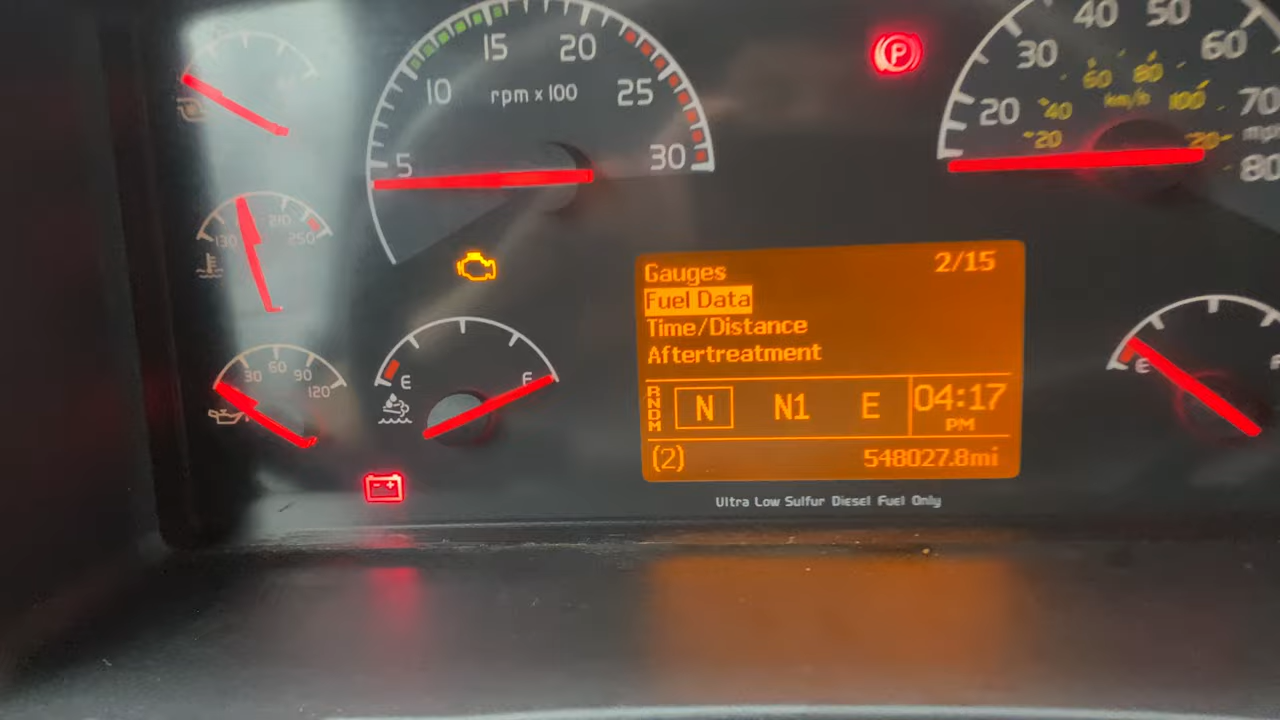 15 20
10 25
rpm x 100
5 30
P
40 50
30 60
60 80
20 40 km/h 100 70
20 mp
80
210
130 250
30 60 90 120
E F
Gauges 2/15
Fuel Data
Time/Distance
Aftertreatment
R N D M
N N1 E 04:17
PM
(2) 548027.8mi
E
Ultra Low Sulfur Diesel Fuel Only